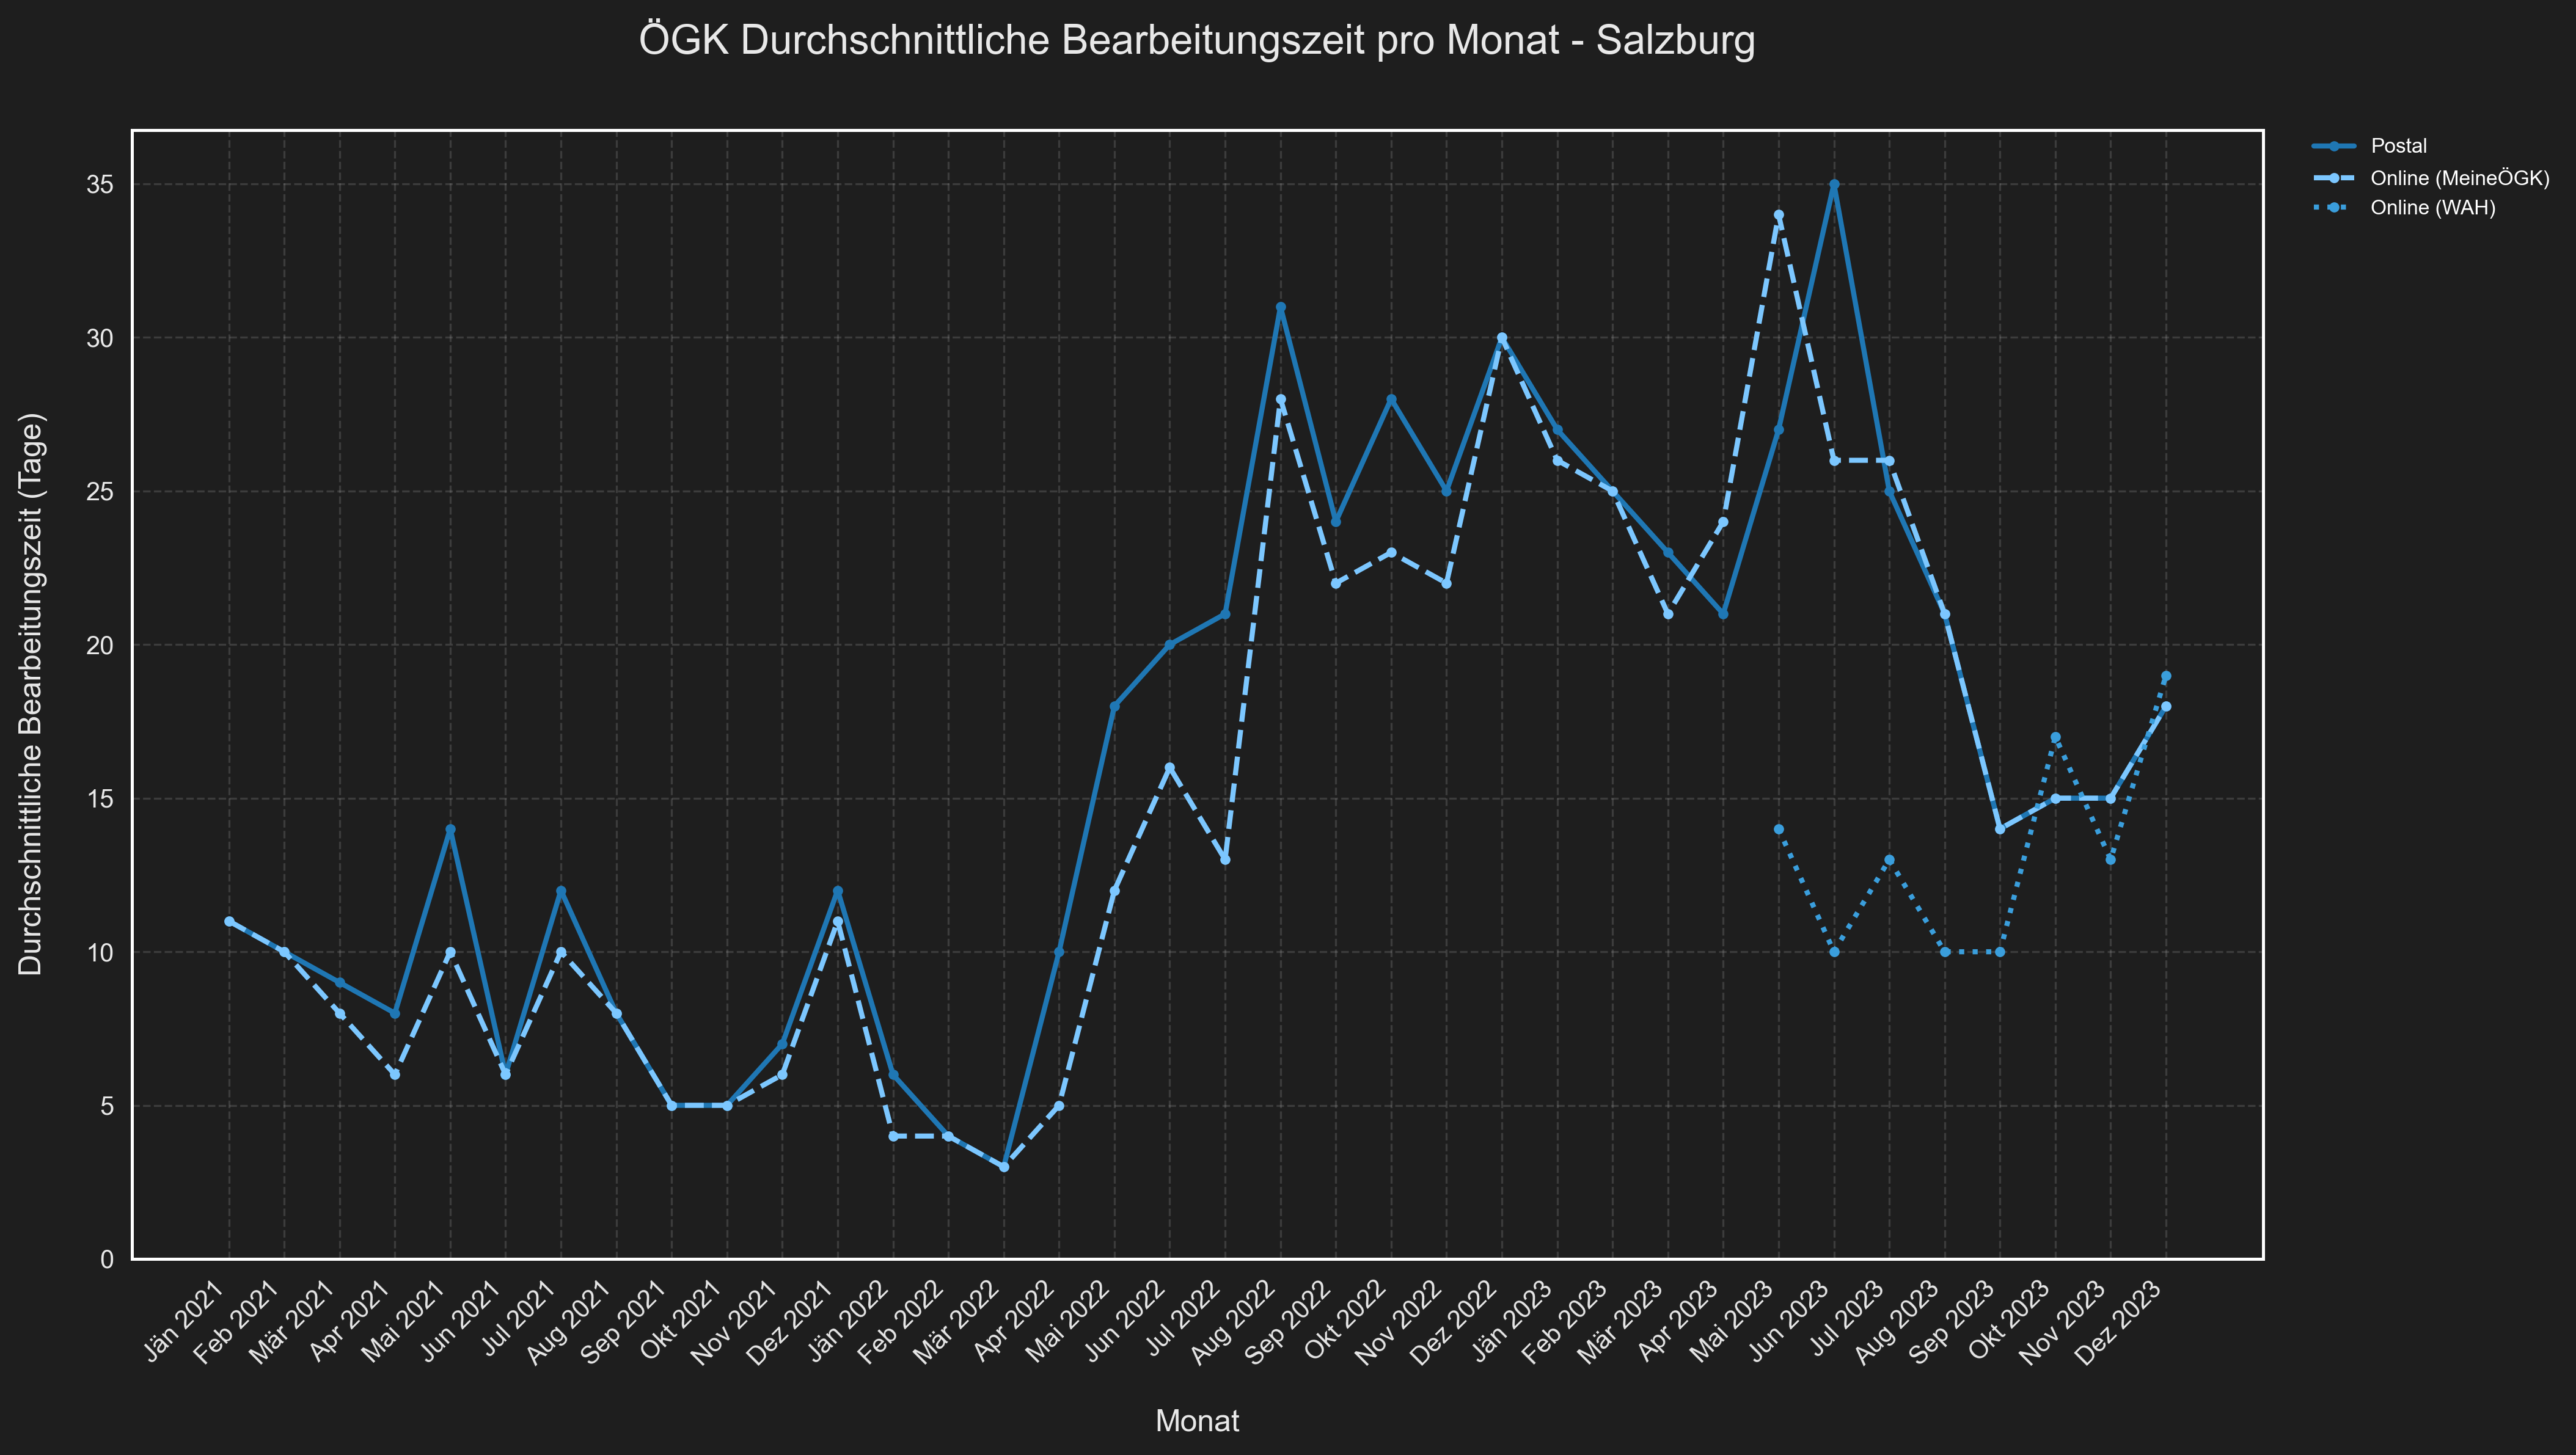 ÖGK Durchschnittliche Bearbeitungszeit pro Monat - Salzburg
Postal
Online (MeineÖGK)
Online (WAH)
Durchschnittliche Bearbeitungszeit (Tage)
35
30
25
20
15
10
5
0
Jän 2021
Feb 2021
Mär 2021
Apr 2021
Mai 2021
Jun 2021
Jul 2021
Aug 2021
Sep 2021
Okt 2021
Nov 2021
Dez 2021
Jän 2022
Feb 2022
Mär 2022
Apr 2022
Mai 2022
Jun 2022
Jul 2022
Aug 2022
Sep 2022
Okt 2022
Nov 2022
Dez 2022
Jän 2023
Feb 2023
Mär 2023
Apr 2023
Mai 2023
Jun 2023
Jul 2023
Aug 2023
Sep 2023
Okt 2023
Nov 2023
Dez 2023
Monat